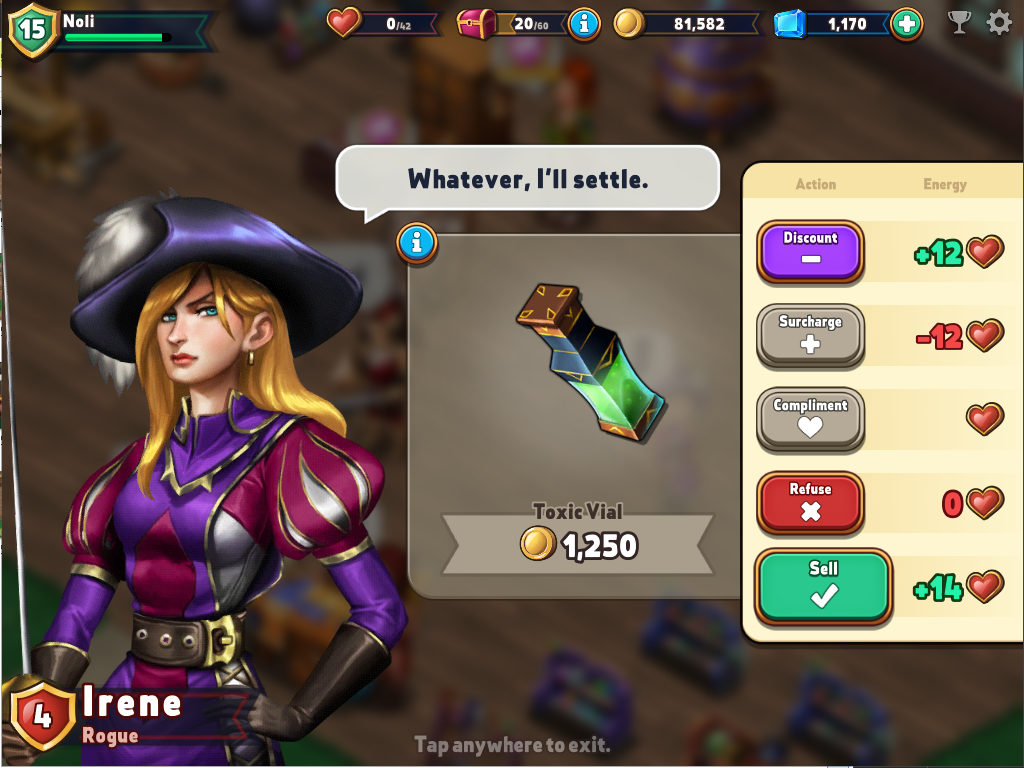 15
Noli
0/42
20/60
i
81,582
1,170
Whatever, I'll settle.
i
Action Energy
Discount
+12
Surcharge
-12
Compliment
Refuse
0
Sell
+14
Toxic Vial
1,250
4
Irene
Rogue
Tap anywhere to exit.